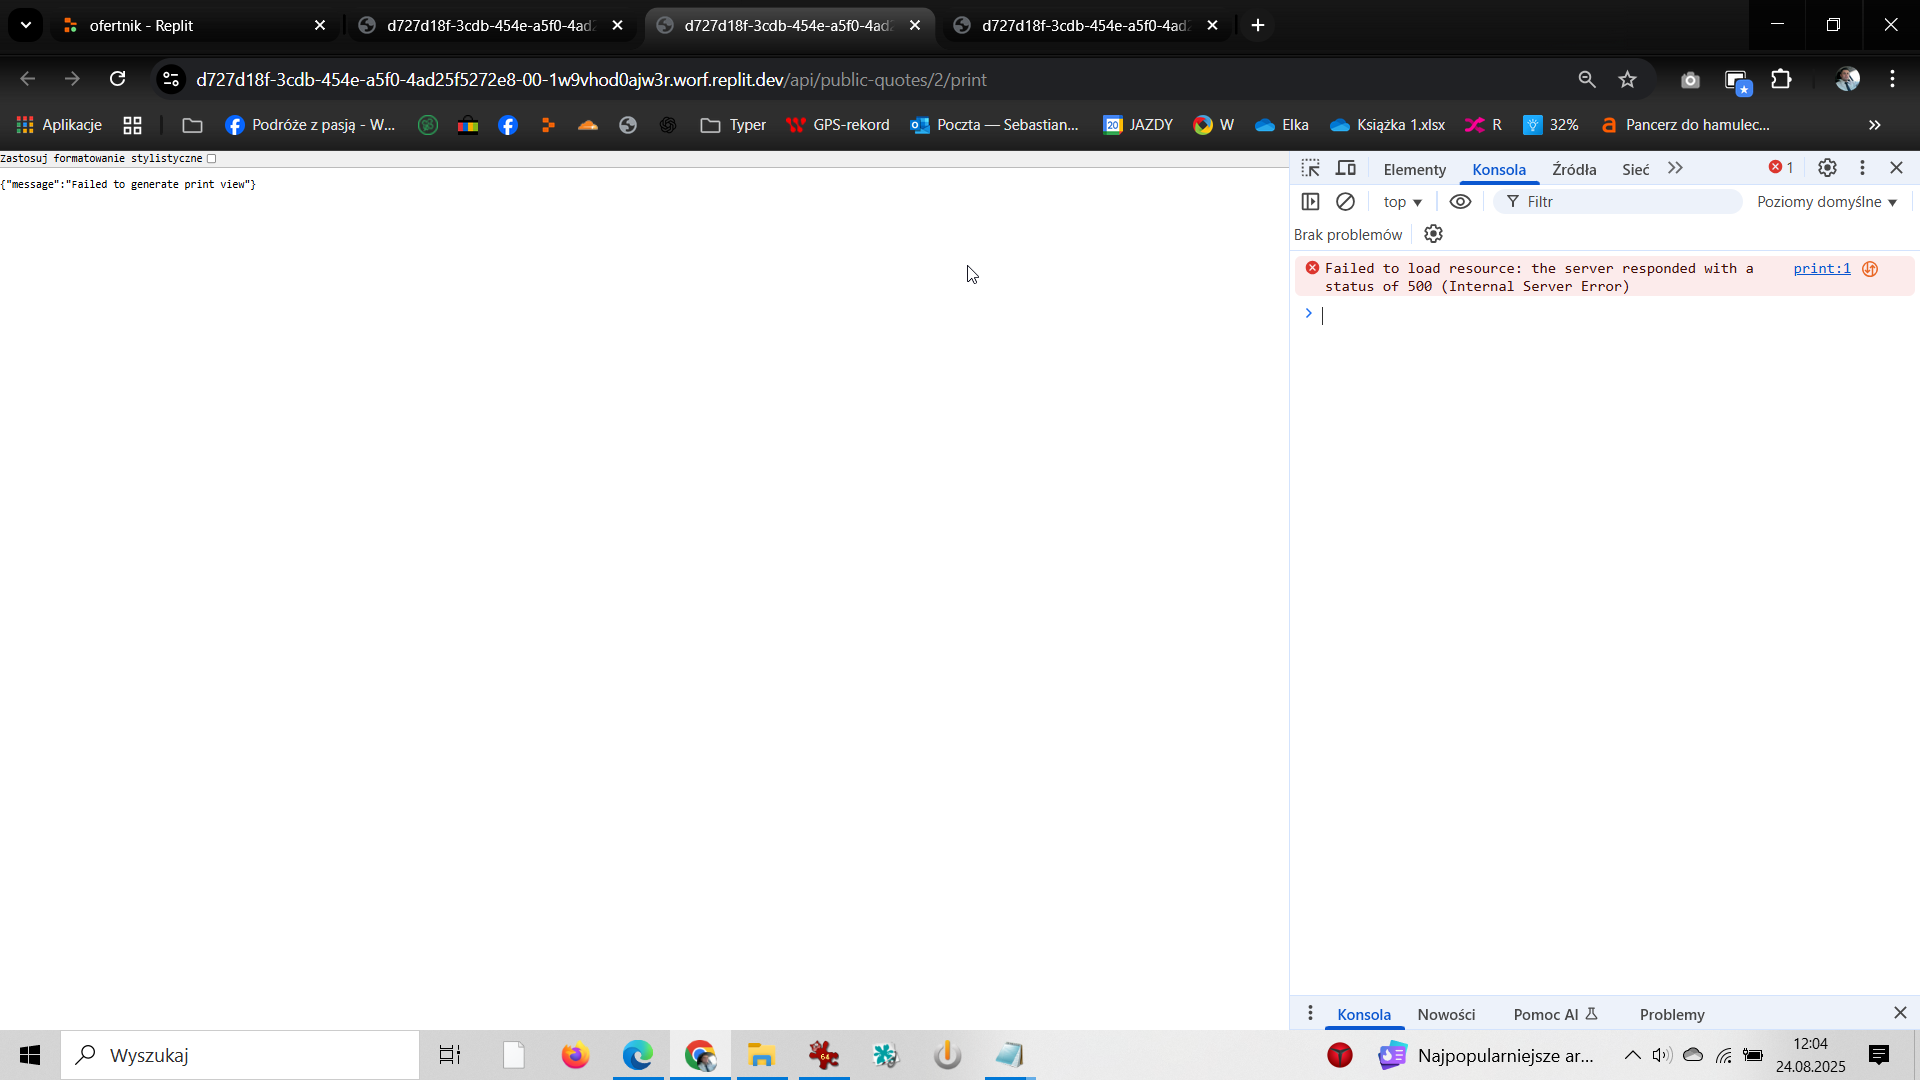 ofertnik - Replit
d727d18f-3cdb-454e-a5f0-4ad2
d727d18f-3cdb-454e-a5f0-4ad2
d727d18f-3cdb-454e-a5f0-4ad2
d727d18f-3cdb-454e-a5f0-4ad25f5272e8-00-1w9vhod0ajw3r.worf.replit.dev/api/public-quotes/2/print
Aplikacje
Podróże z pasją - W...
Typer
GPS-rekord
Poczta — Sebastian...
20
JAZDY
W
Elka
Książka 1.xlsx
R
32%
Pancerz do hamulec...
Zastosuj formatowanie stylistyczne
{"message":"Failed to generate print view"}
Elementy
Konsola
Źródła
Sieć
1
top
Filtr
Poziomy domyślne
Brak problemów
Failed to load resource: the server responded with a
status of 500 (Internal Server Error)
print:1
Konsola
Nowości
Pomoc AI
Problemy
Wyszukaj
64
Najpopularniejsze ar...
12:04
24.08.2025